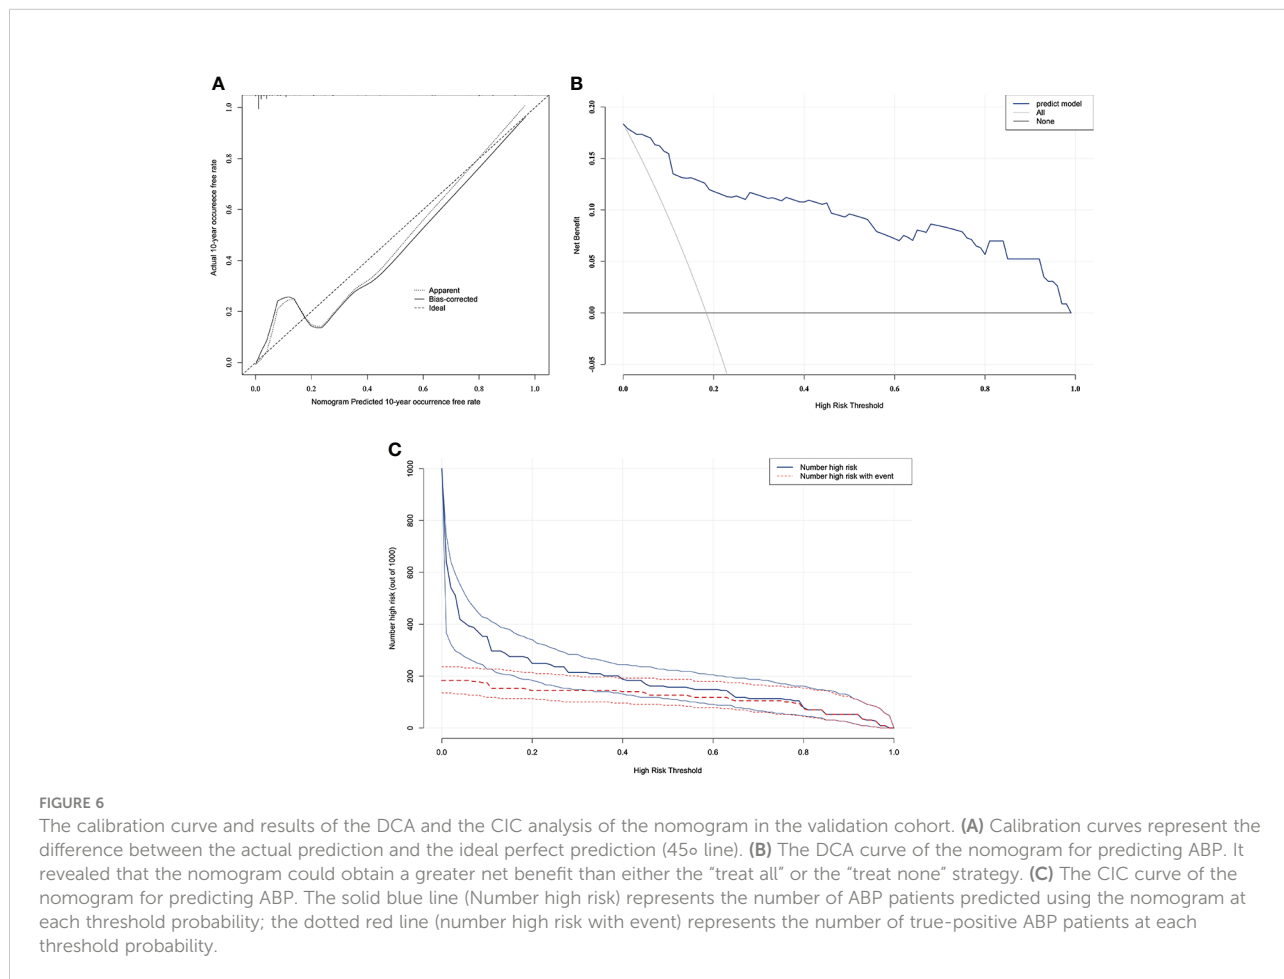 A
Actual 10-year occureece free rate
1.0
0.8
0.6
0.4
0.2
0.0
Apparent
Bias-corrected
Ideal
0.0 0.2 0.4 0.6 0.8 1.0
Nomogram Predicted 10-year occurrence free rate
B
Net Benefit
0.20
0.15
0.10
0.05
0.00
-0.05
predict model
All
None
0.0 0.2 0.4 0.6 0.8 1.0
High Risk Threshold
C
Number high risk (out of 1000)
1000
800
600
400
200
0
Number high risk
Number high risk with event
0.0 0.2 0.4 0.6 0.8 1.0
High Risk Threshold
FIGURE 6
The calibration curve and results of the DCA and the CIC analysis of the nomogram in the validation cohort. (A) Calibration curves represent the
difference between the actual prediction and the ideal perfect prediction (45∘ line). (B) The DCA curve of the nomogram for predicting ABP. It
revealed that the nomogram could obtain a greater net benefit than either the “treat all” or the “treat none” strategy. (C) The CIC curve of the
nomogram for predicting ABP. The solid blue line (Number high risk) represents the number of ABP patients predicted using the nomogram at
each threshold probability; the dotted red line (number high risk with event) represents the number of true-positive ABP patients at each
threshold probability.